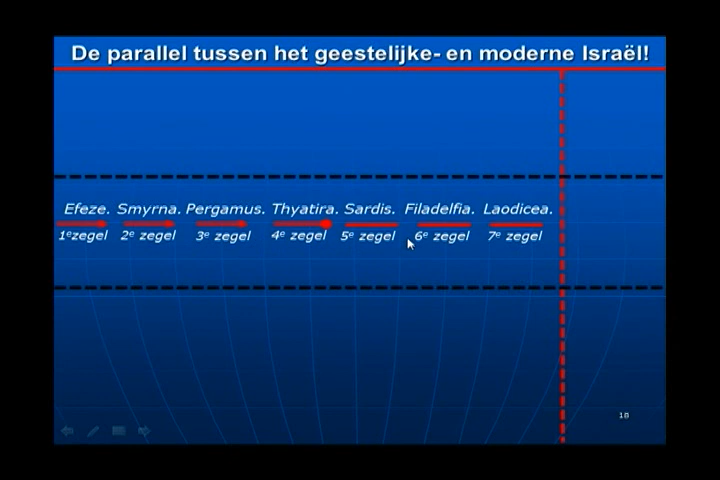 De parallel tussen het geestelijke- en moderne Israël!
Efeze. Smyrna. Pergamus. Thyatira. Sardis. Filadelfia. Laodicea.
1ᵉzegel 2ᵉ zegel 3ᵉ zegel 4ᵉ zegel 5ᵉ zegel 6ᵉ zegel 7ᵉ zegel
18